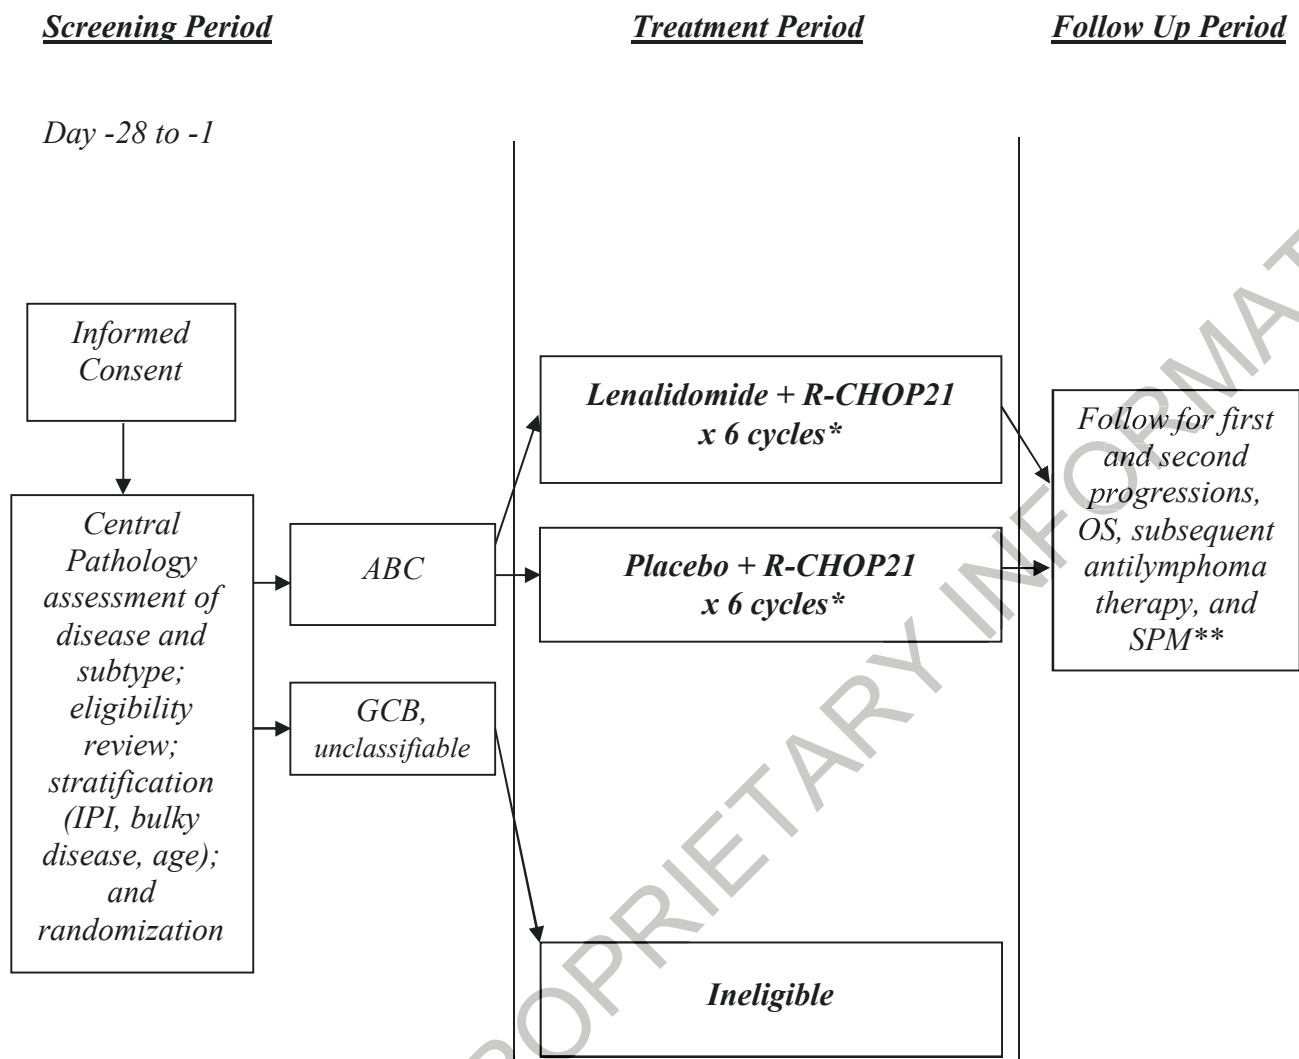 Screening Period
Treatment Period
Follow Up Period
Day -28 to -1
Informed
Consent
Central
Pathology
assessment of
disease and
subtype;
eligibility
review;
stratification
(IPI, bulky
disease, age);
and
randomization
ABC
GCB,
unclassifiable
Lenalidomide + R-CHOP21
x 6 cycles*
Placebo + R-CHOP21
x 6 cycles*
Ineligible
Follow for first
and second
progressions,
OS, subsequent
antilymphoma
therapy, and
SPM**
OPRIETARY INFORMAT